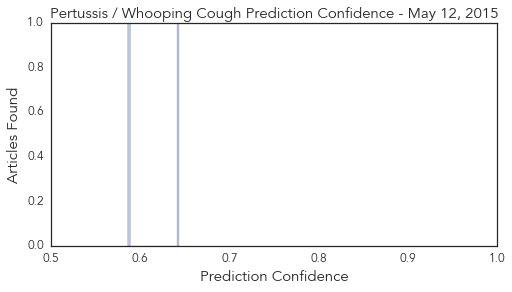 Pertussis / Whooping Cough Prediction Confidence - May 12, 2015
1.0
0.8
0.6
0.4
0.2
0.0
Articles Found
0.5 0.6 0.7 0.8 0.9 1.0
Prediction Confidence